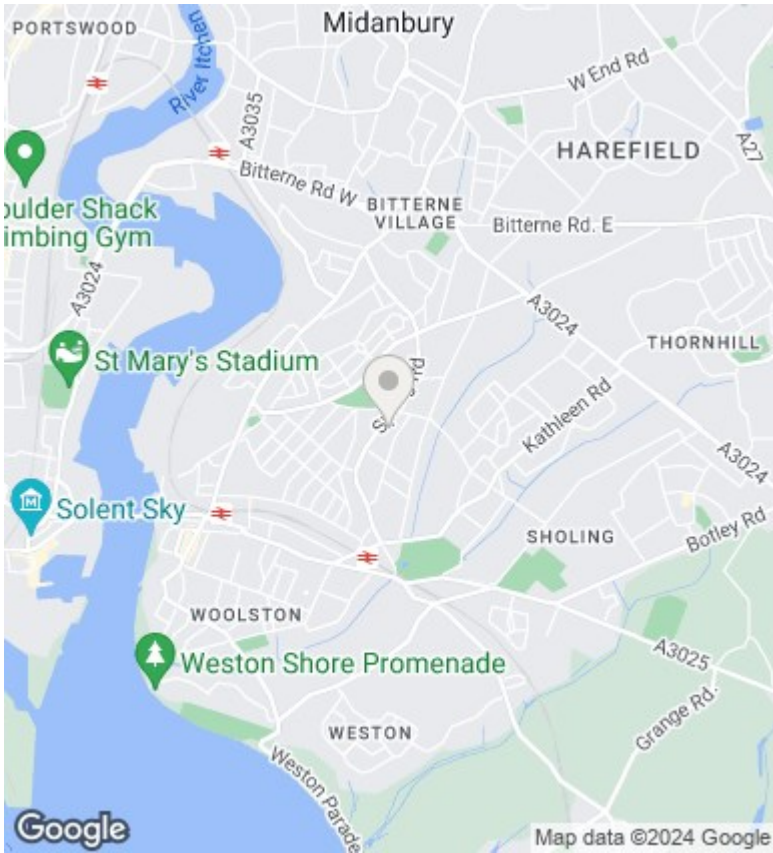 PORTSWOOD
Midanbury
River Itchen
A3035
W End Rd
A27
HAREFIELD
Bitterne Rd W
BITTERNE
VILLAGE
Bitterne Rd. E
oulder Shack
limbing Gym
A3024
A3024
THORNHILL
St Mary's Stadium
Kathleen Rd
A3024
Solent Sky
SHOLING
Botley Rd
WOOLSTON
Weston Shore Promenade
A3025
Grange Rd.
WESTON
Weston Parade
Google
Map data ©2024 Google